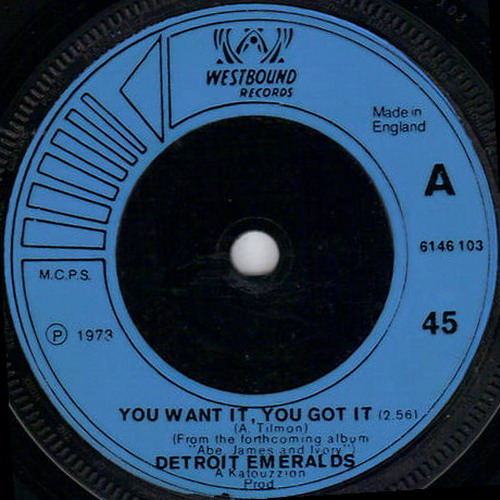 WESTBOUND
RECORDS
Made in
England
A
6146 103
M.C.P.S.
℗ 1973
45
YOU WANT IT, YOU GOT IT (2.56)
(A. Tilmon)
(From the forthcoming album
"Abe, James and Ivory")
DETROIT EMERALDS
A Katouzzion
Prod